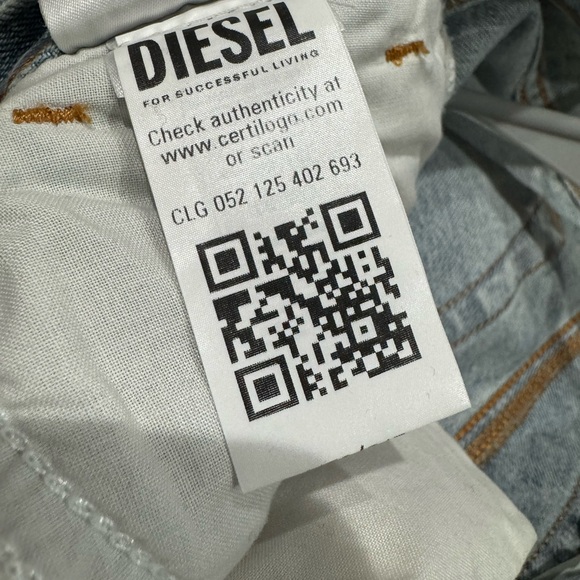 DIESEL
FOR SUCCESSFUL LIVING
Check authenticity at
www.certilogo.com
or scan
CLG 052 125 402 693